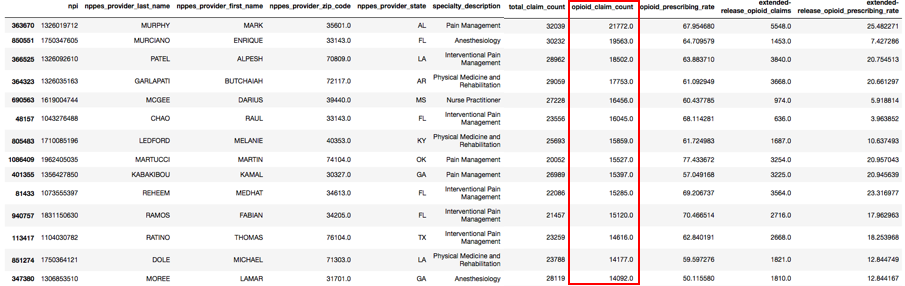 npi nppes_provider_last_name nppes_provider_first_name nppes_provider_zip_code nppes_provider_state specialty_description total_claim_count opioid_claim_count opioid_prescribing_rate extended-release_opioid_claims extended-release_opioid_prescribing_rate
363670 1326019712 MURPHY MARK 35601.0 AL Pain Management 32039 21772.0 67.954680 5548.0 25.482271
850551 1750347605 MURCIANO ENRIQUE 33143.0 FL Anesthesiology 30232 19563.0 64.709579 1453.0 7.427286
366525 1326092610 PATEL ALPESH 70809.0 LA Interventional Pain Management 28962 18502.0 63.883710 3840.0 20.754513
364323 1326035163 GARLAPATI BUTCHAIAH 72117.0 AR Physical Medicine and Rehabilitation 29059 17753.0 61.092949 3668.0 20.661297
690563 1619004744 MCGEE DARIUS 39440.0 MS Nurse Practitioner 27228 16456.0 60.437785 974.0 5.918814
48157 1043276488 CHAO RAUL 33143.0 FL Interventional Pain Management 23556 16045.0 68.114281 636.0 3.963852
805483 1710085196 LEDFORD MELANIE 40353.0 KY Physical Medicine and Rehabilitation 25693 15859.0 61.724983 1687.0 10.637493
1086409 1962405035 MARTUCCI MARTIN 74104.0 OK Pain Management 20052 15527.0 77.433672 3254.0 20.957043
401355 1356427850 KABAKIBOU KAMAL 30327.0 GA Pain Management 26989 15397.0 57.049168 3225.0 20.945639
81433 1073555397 REHEEM MEDHAT 34613.0 FL Interventional Pain Management 22086 15285.0 69.206737 3564.0 23.316977
940757 1831150630 RAMOS FABIAN 34205.0 FL Interventional Pain Management 21457 15120.0 70.466514 2716.0 17.962963
113417 1104030782 RATINO THOMAS 76104.0 TX Interventional Pain Management 23259 14616.0 62.840191 2668.0 18.253968
851274 1750364121 DOLE MICHAEL 71303.0 LA Physical Medicine and Rehabilitation 23788 14177.0 59.597276 1821.0 12.844749
347380 1306853510 MOREE LAMAR 31701.0 GA Anesthesiology 28119 14092.0 50.115580 1810.0 12.844167